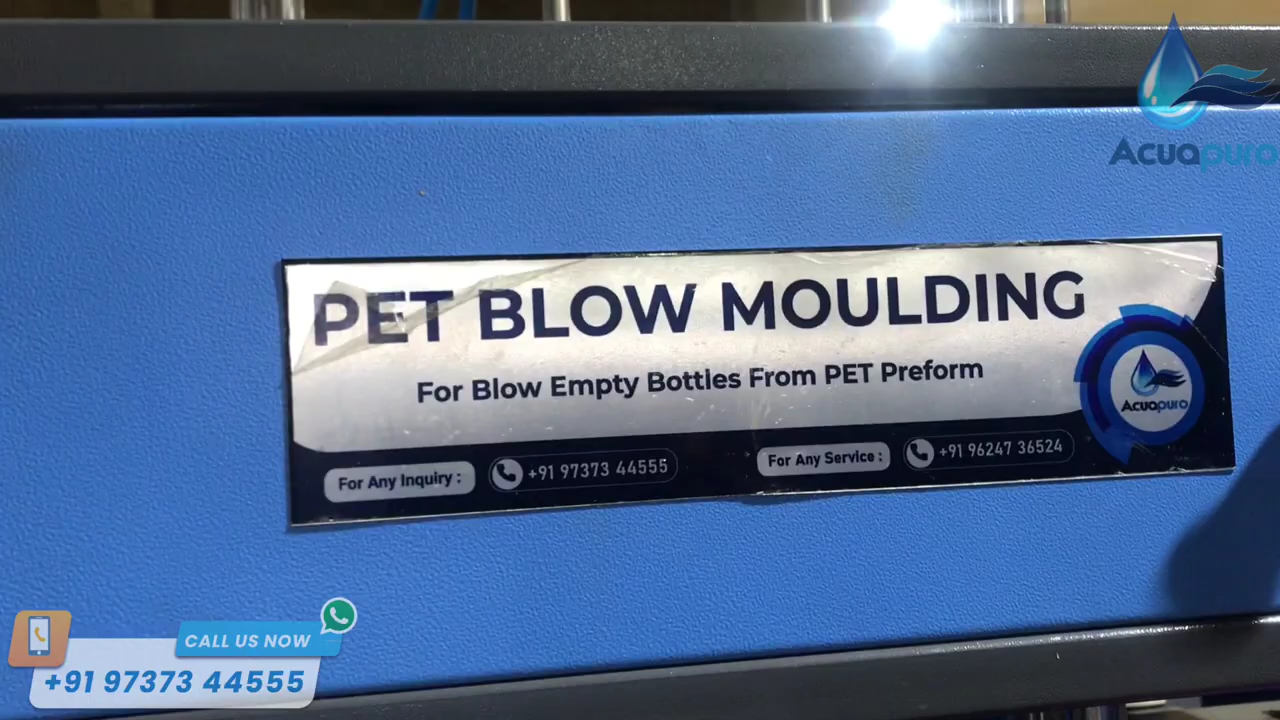 Acuapuro
PET BLOW MOULDING
For Blow Empty Bottles From PET Preform
Acuapuro
For Any Inquiry : +91 97373 44555
For Any Service : +91 96247 36524
CALL US NOW
+91 97373 44555